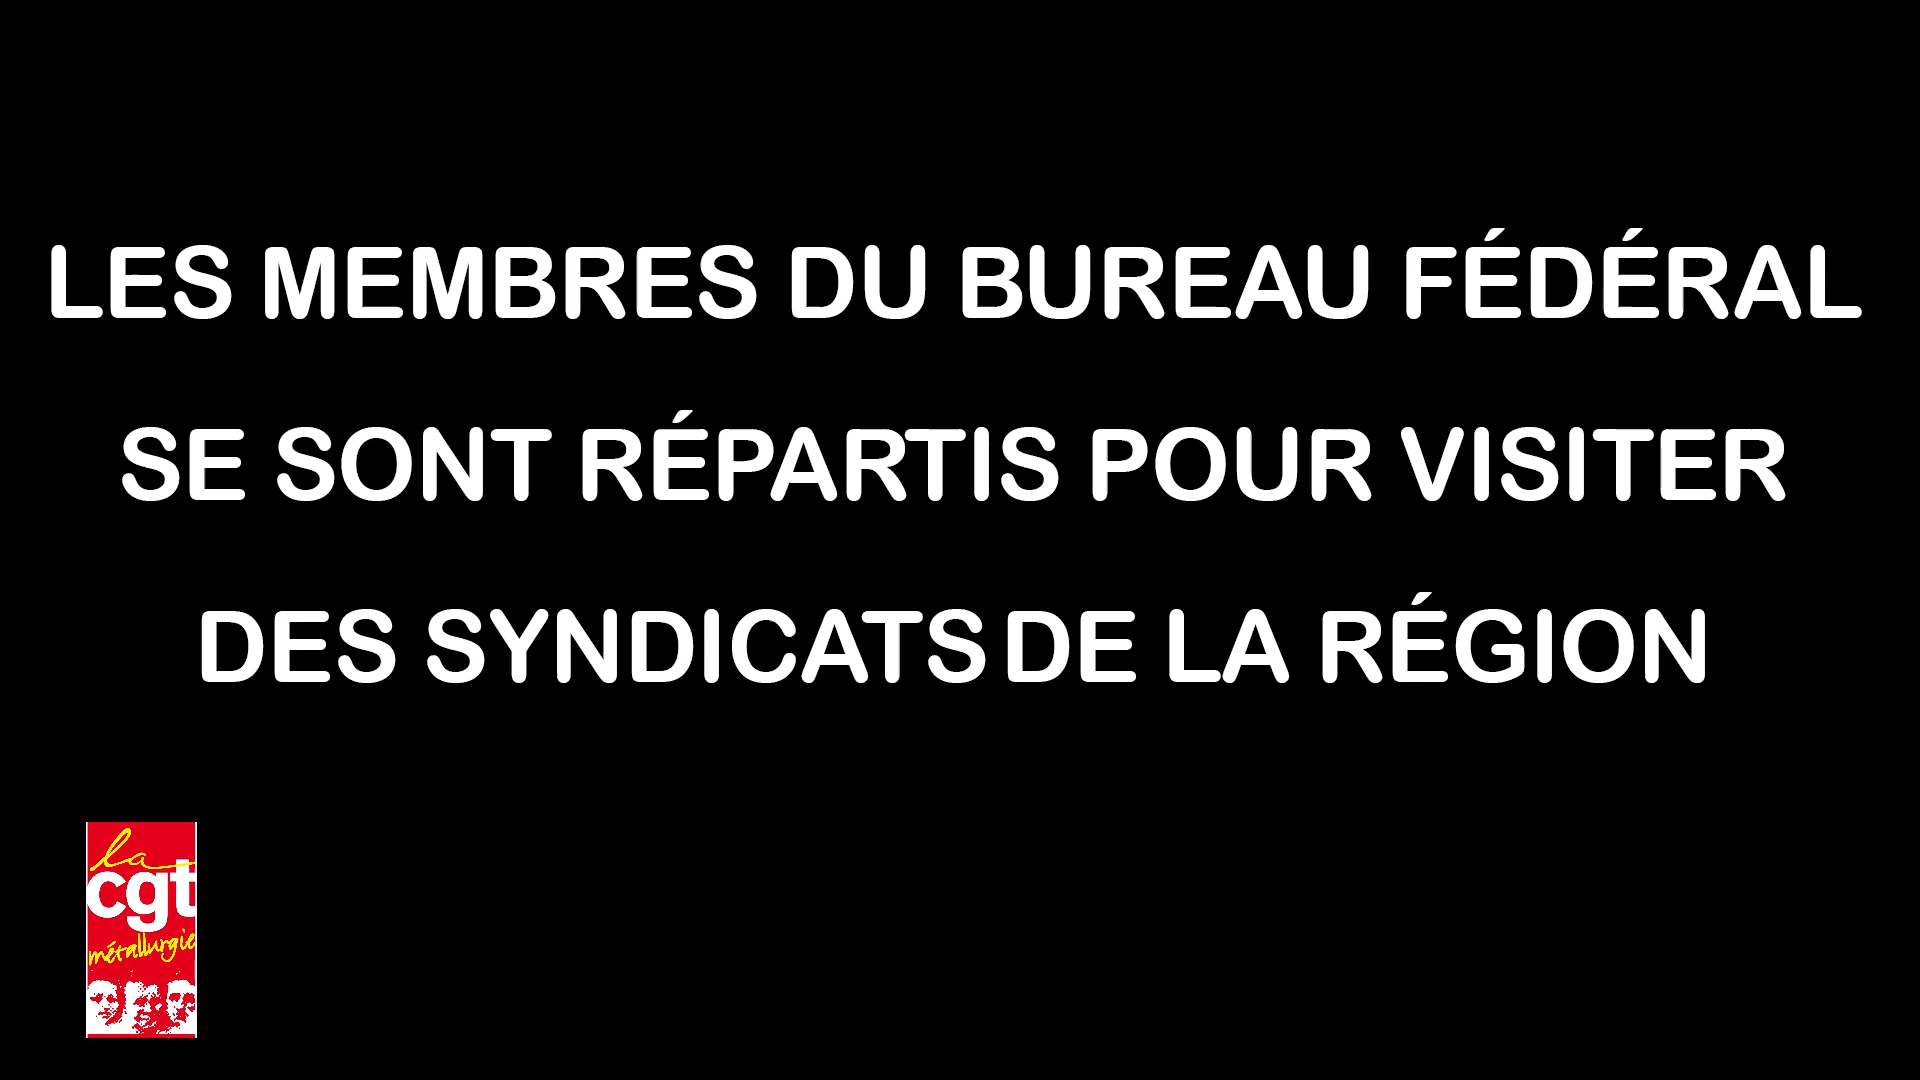 LES MEMBRES DU BUREAU FÉDÉRAL
SE SONT RÉPARTIS POUR VISITER
DES SYNDICATS DE LA RÉGION
la
cgt
métallurgie